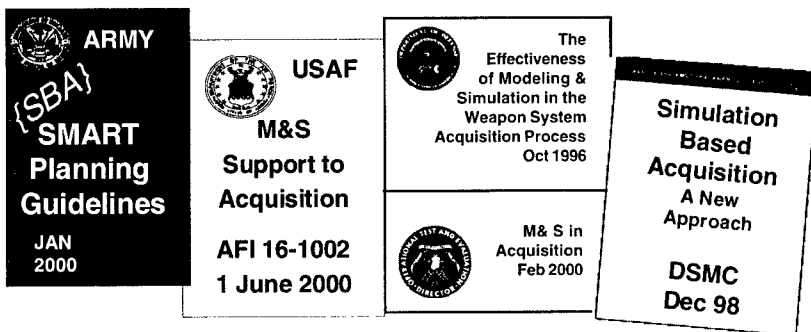 ARMY
{SBA}
SMART
Planning
Guidelines
JAN
2000
USAF
M&S
Support to
Acquisition
AFI 16-1002
1 June 2000
The
Effectiveness
of Modeling &
Simulation in the
Weapon System
Acquisition Process
Oct 1996
M& S in
Acquisition
Feb 2000
Simulation
Based
Acquisition
A New
Approach
DSMC
Dec 98